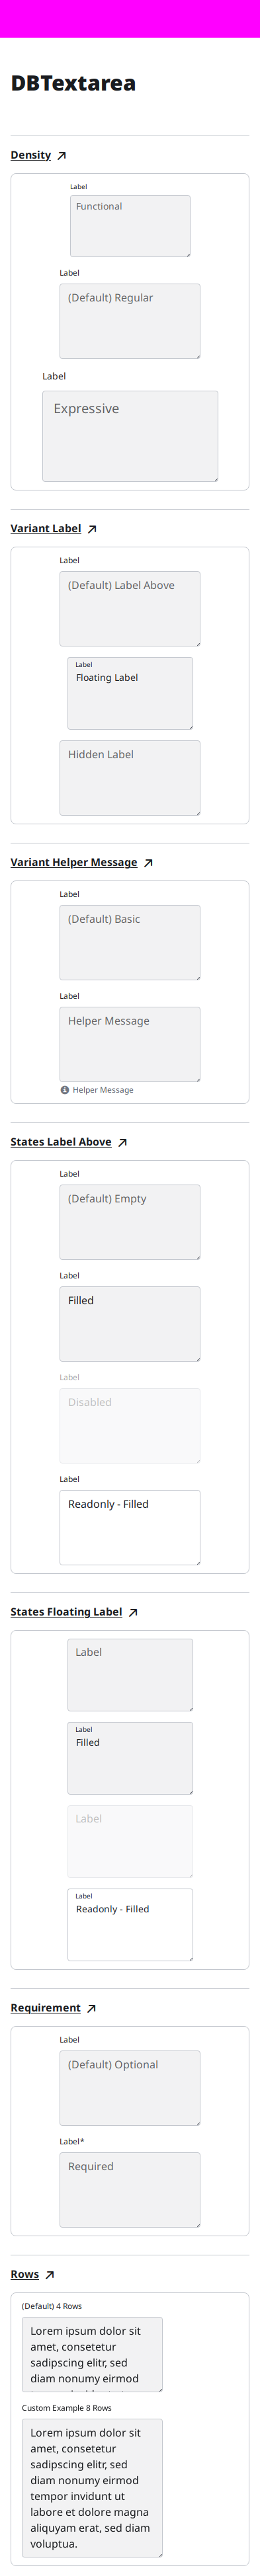 DBTextarea
Density
Label
Functional
Label
(Default) Regular
Label
Expressive
Variant Label
Label
(Default) Label Above
Label
Floating Label
Hidden Label
Variant Helper Message
Label
(Default) Basic
Label
Helper Message
Helper Message
States Label Above
Label
(Default) Empty
Label
Filled
Label
Disabled
Label
Readonly - Filled
States Floating Label
Label
Label
Filled
Label
Label
Readonly - Filled
Requirement
Label
(Default) Optional
Label*
Required
Rows
(Default) 4 Rows
Lorem ipsum dolor sit
amet, consetetur
sadipscing elitr, sed
diam nonumy eirmod
Custom Example 8 Rows
Lorem ipsum dolor sit
amet, consetetur
sadipscing elitr, sed
diam nonumy eirmod
tempor invidunt ut
labore et dolore magna
aliquyam erat, sed diam
voluptua.